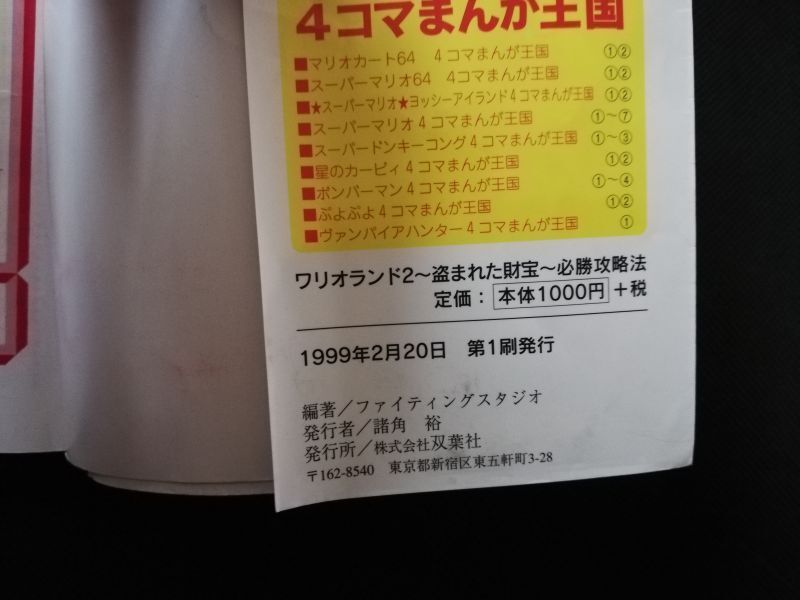 4コマまんが王国
■マリオカート64 4コマまんが王国 ①②
■スーパーマリオ64 4コマまんが王国 ①②
■★スーパーマリオ★ヨッシーアイランド4コマまんが王国 ①②
■スーパーマリオ4コマまんが王国 ①～⑦
■スーパードンキーコング4コマまんが王国 ①～③
■星のカービィ4コマまんが王国 ①②
■ボンバーマン4コマまんが王国 ①～④
■ぷよぷよ4コマまんが王国 ①②
■ヴァンパイアハンター4コマまんが王国 ①
ワリオランド2～盗まれた財宝～必勝攻略法
定価：本体1000円+税
1999年2月20日 第1刷発行
編著／ファイティングスタジオ
発行者／諸角 裕
発行所／株式会社双葉社
〒162-8540 東京都新宿区東五軒町3-28